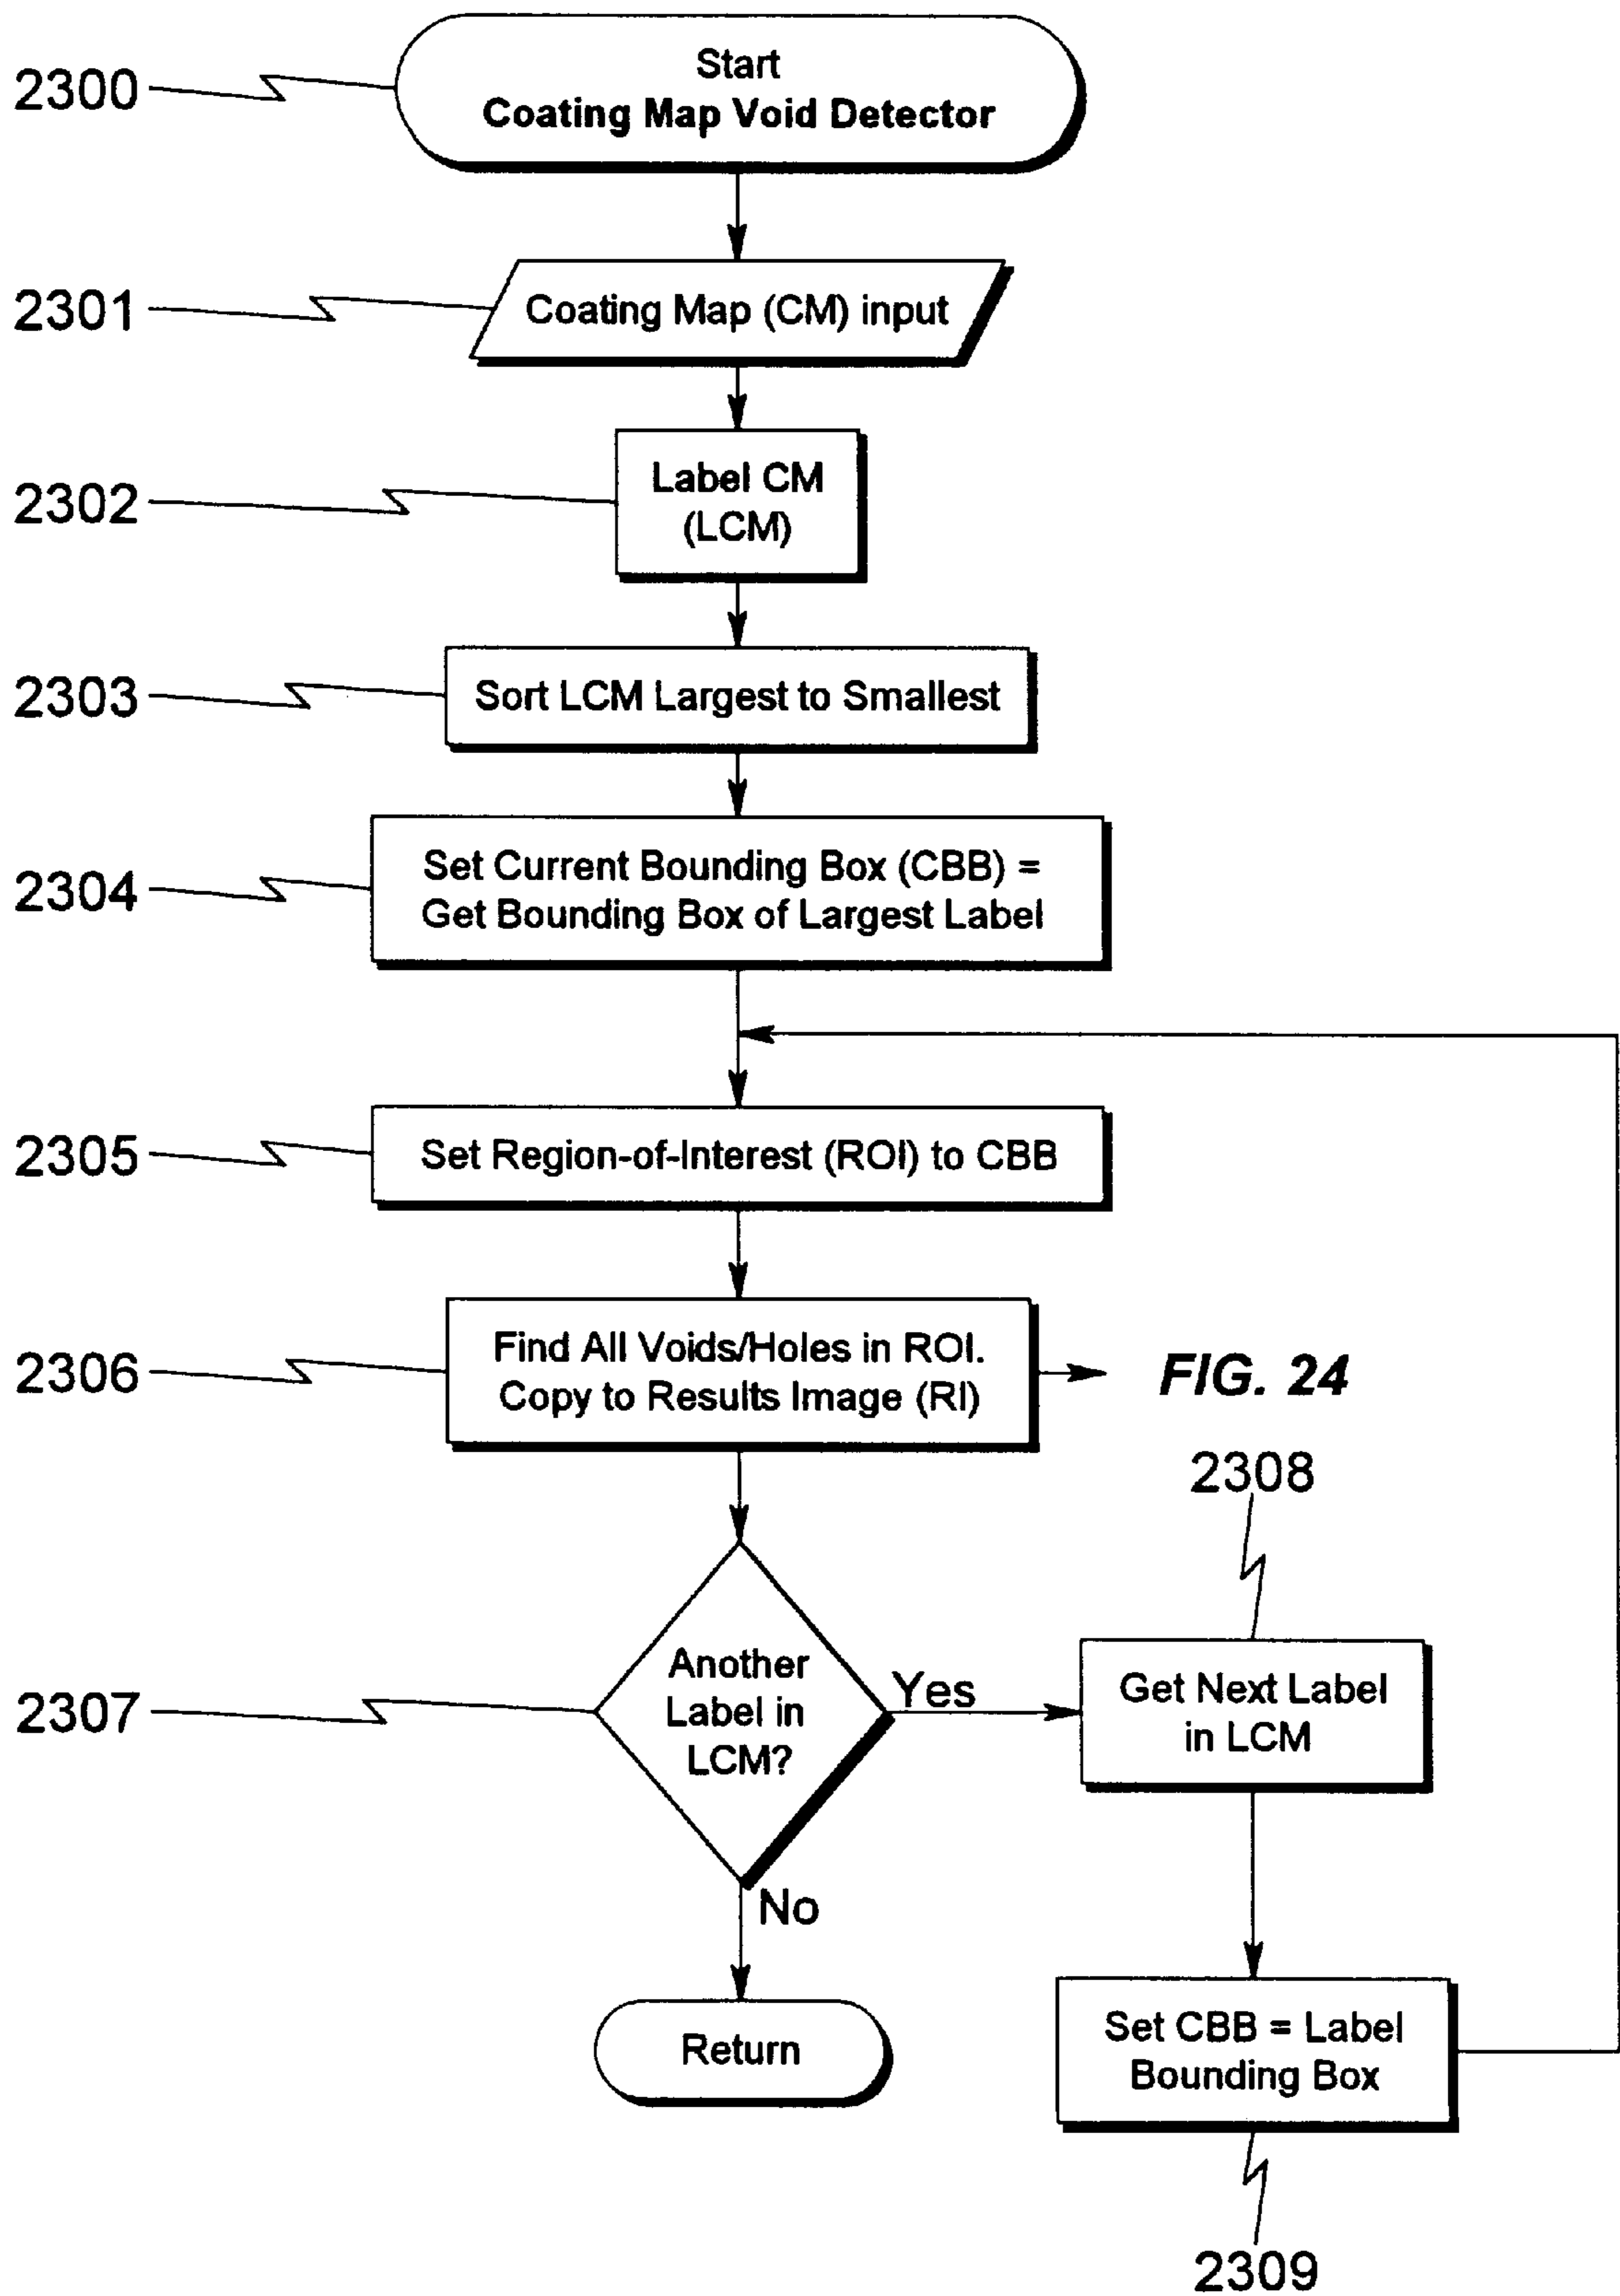 2300
Start
Coating Map Void Detector
2301
Coating Map (CM) input
2302
Label CM
(LCM)
2303
Sort LCM Largest to Smallest
2304
Set Current Bounding Box (CBB) =
Get Bounding Box of Largest Label
2305
Set Region-of-Interest (ROI) to CBB
2306
Find All Voids/Holes in ROI.
Copy to Results Image (RI)
FIG. 24
2307
Another
Label in
LCM?
Yes
2308
Get Next Label
in LCM
No
Return
Set CBB = Label
Bounding Box
2309